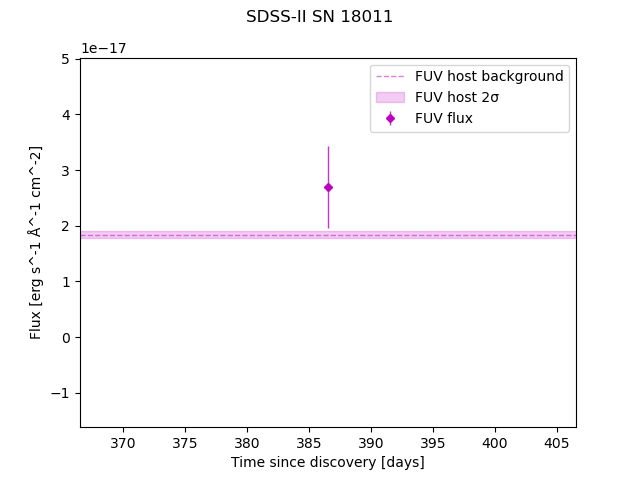 SDSS-II SN 18011
1e−17
5
4
3
2
1
0
−1
Flux [erg s^-1 Å^-1 cm^-2]
FUV host background
FUV host 2σ
FUV flux
370 375 380 385 390 395 400 405
Time since discovery [days]